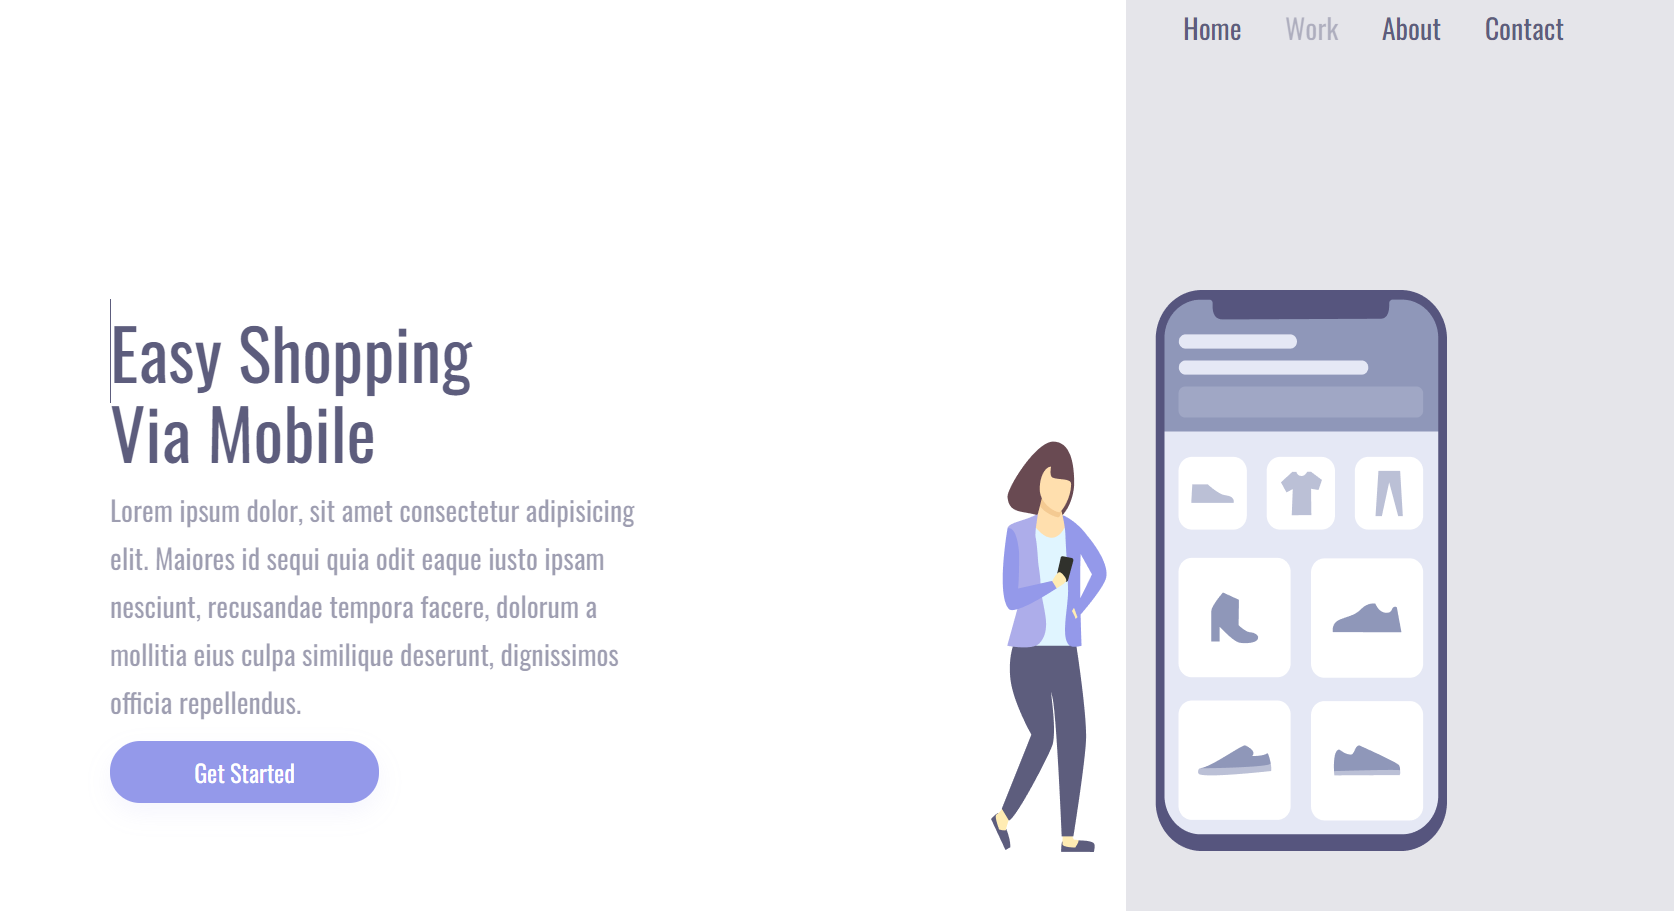 Home Work About Contact
Easy Shopping
Via Mobile
Lorem ipsum dolor, sit amet consectetur adipisicing
elit. Maiores id sequi quia odit eaque iusto ipsam
nesciunt, recusandae tempora facere, dolorum a
mollitia eius culpa similique deserunt, dignissimos
officia repellendus.
Get Started